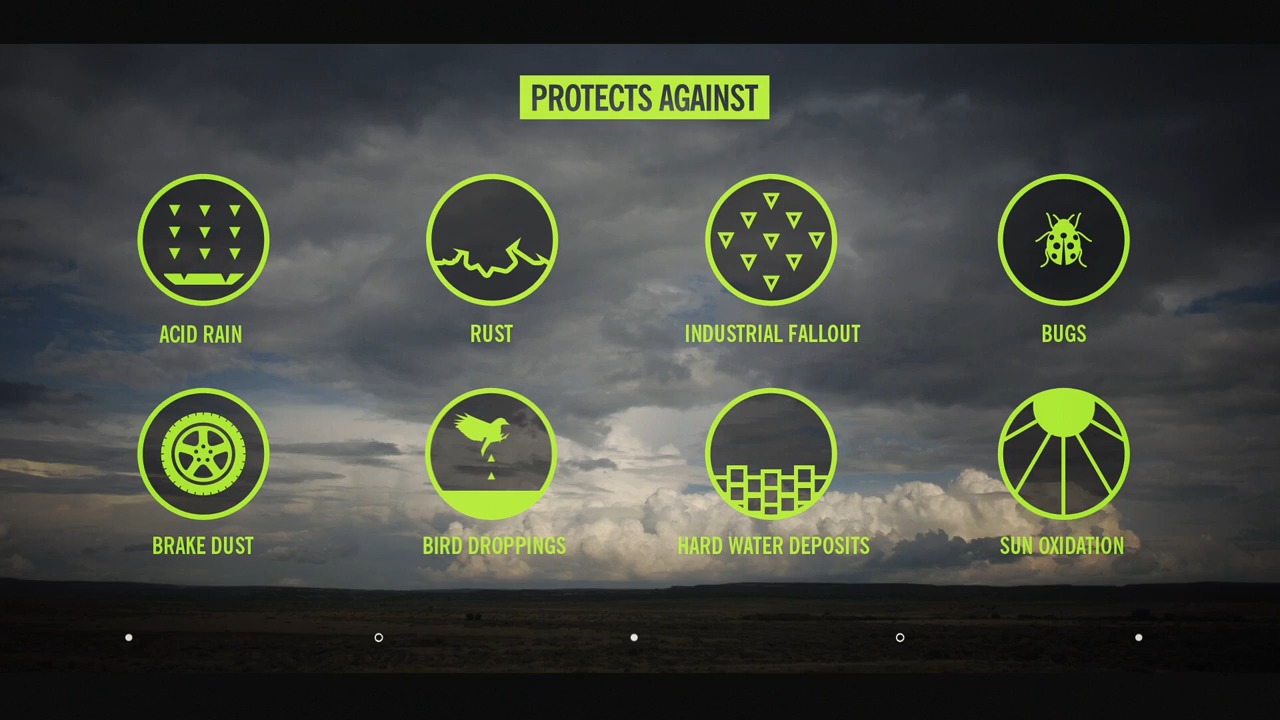 PROTECTS AGAINST
ACID RAIN
RUST
INDUSTRIAL FALLOUT
BUGS
BRAKE DUST
BIRD DROPPINGS
HARD WATER DEPOSITS
SUN OXIDATION